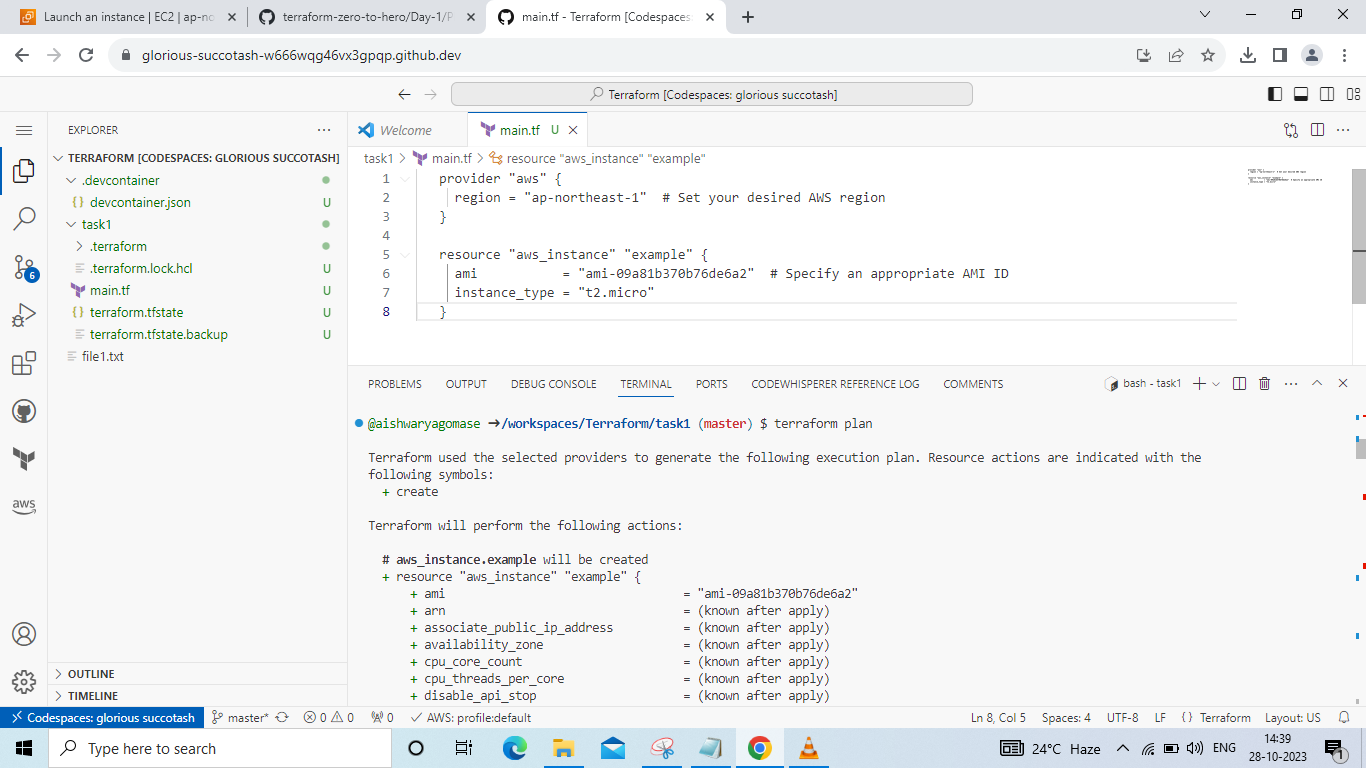 Launch an instance | EC2 | ap-no
terraform-zero-to-hero/Day-1/P
main.tf - Terraform [Codespaces:
glorious-succotash-w666wqg46vx3gpqp.github.dev
Terraform [Codespaces: glorious succotash]
EXPLORER
TERRAFORM [CODESPACES: GLORIOUS SUCCOTASH]
.devcontainer
devcontainer.json U
task1
.terraform
.terraform.lock.hcl U
main.tf U
terraform.tfstate U
terraform.tfstate.backup U
file1.txt
OUTLINE
TIMELINE
6
aws
Welcome
main.tf U
task1 > main.tf > resource "aws_instance" "example"
1 provider "aws" {
2 region = "ap-northeast-1" # Set your desired AWS region
3 }
4
5 resource "aws_instance" "example" {
6 ami = "ami-09a81b370b76de6a2" # Specify an appropriate AMI ID
7 instance_type = "t2.micro"
8 }
PROBLEMS OUTPUT DEBUG CONSOLE TERMINAL PORTS CODEWHISPERER REFERENCE LOG COMMENTS
bash - task1
@aishwaryagomase ➜/workspaces/Terraform/task1 (master) $ terraform plan
Terraform used the selected providers to generate the following execution plan. Resource actions are indicated with the
following symbols:
+ create
Terraform will perform the following actions:
# aws_instance.example will be created
+ resource "aws_instance" "example" {
+ ami = "ami-09a81b370b76de6a2"
+ arn = (known after apply)
+ associate_public_ip_address = (known after apply)
+ availability_zone = (known after apply)
+ cpu_core_count = (known after apply)
+ cpu_threads_per_core = (known after apply)
+ disable_api_stop = (known after apply)
Codespaces: glorious succotash master* 0 0 0 AWS: profile:default
Ln 8, Col 5 Spaces: 4 UTF-8 LF {} Terraform Layout: US
Type here to search
24°C Haze
ENG
14:39
28-10-2023
1